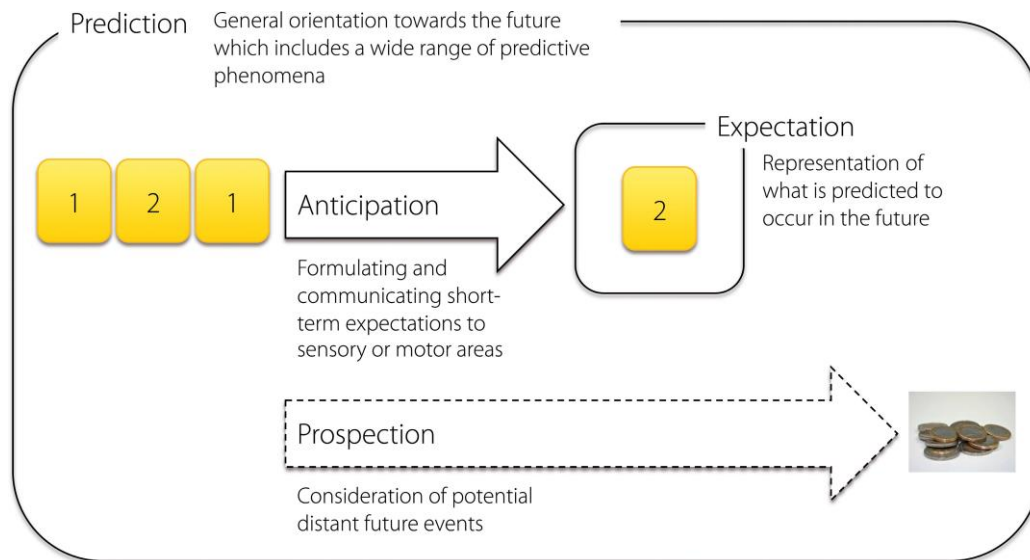 Prediction
General orientation towards the future
which includes a wide range of predictive
phenomena
1 2 1
Anticipation
Formulating and
communicating short-
term expectations to
sensory or motor areas
2
Expectation
Representation of
what is predicted to
occur in the future
Prospection
Consideration of potential
distant future events